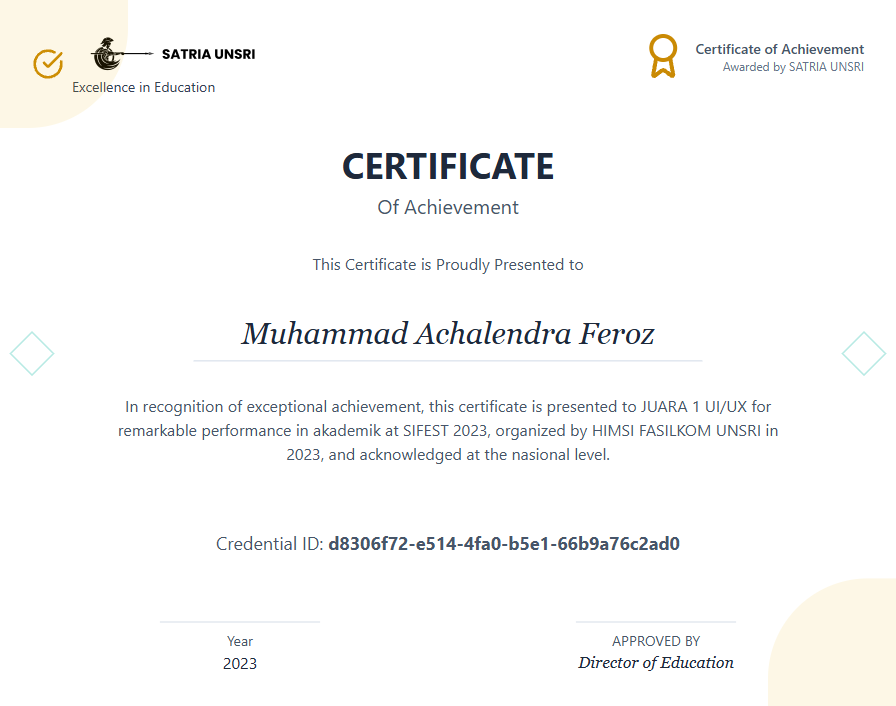 SATRIA UNSRI
Excellence in Education
Certificate of Achievement
Awarded by SATRIA UNSRI
CERTIFICATE
Of Achievement
This Certificate is Proudly Presented to
Muhammad Achalendra Feroz
In recognition of exceptional achievement, this certificate is presented to JUARA 1 UI/UX for
remarkable performance in akademik at SIFEST 2023, organized by HIMSI FASILKOM UNSRI in
2023, and acknowledged at the nasional level.
Credential ID: d8306f72-e514-4fa0-b5e1-66b9a76c2ad0
Year
2023
APPROVED BY
Director of Education